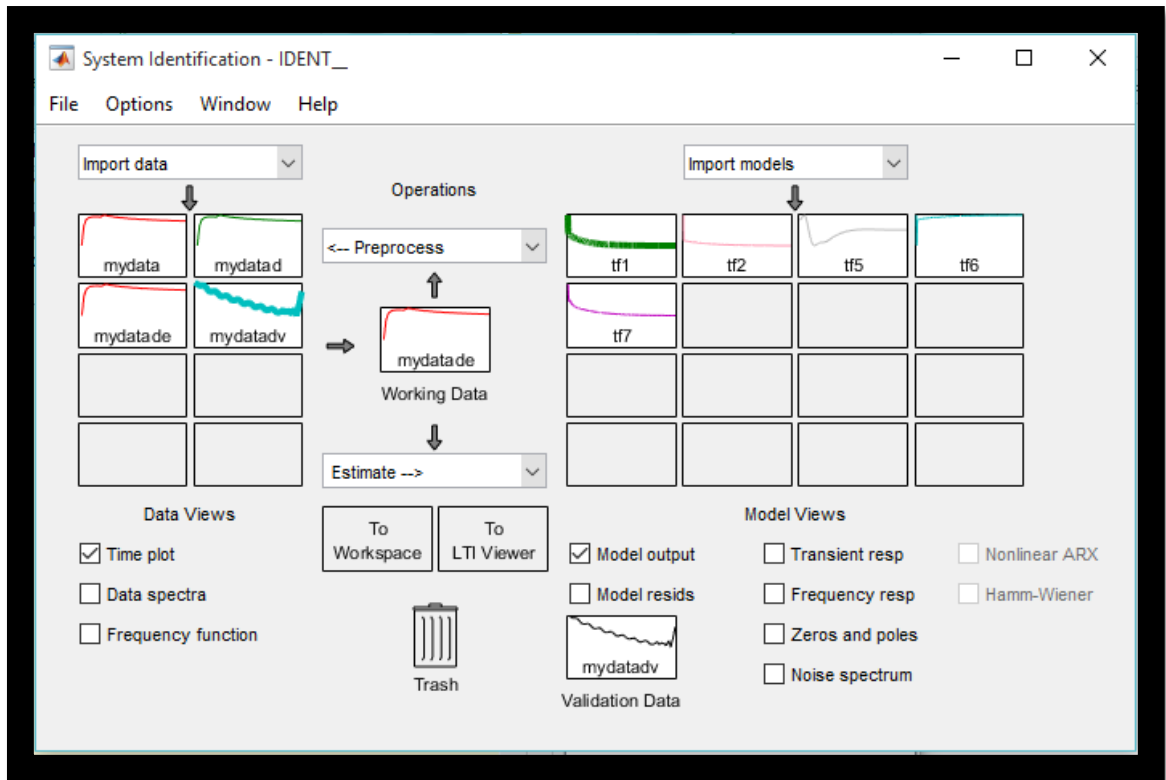 System Identification - IDENT__
File Options Window Help
Import data
Import models
Operations
<-- Preprocess
mydata
mydatad
mydatade
mydatadv
mydatade
Working Data
tf1
tf2
tf5
tf6
tf7
Estimate -->
Data Views
To
Workspace
To
LTI Viewer
Model Views
Time plot
Data spectra
Frequency function
Trash
Model output
Model resids
Transient resp
Frequency resp
Zeros and poles
Noise spectrum
Nonlinear ARX
Hamm-Wiener
mydatadv
Validation Data